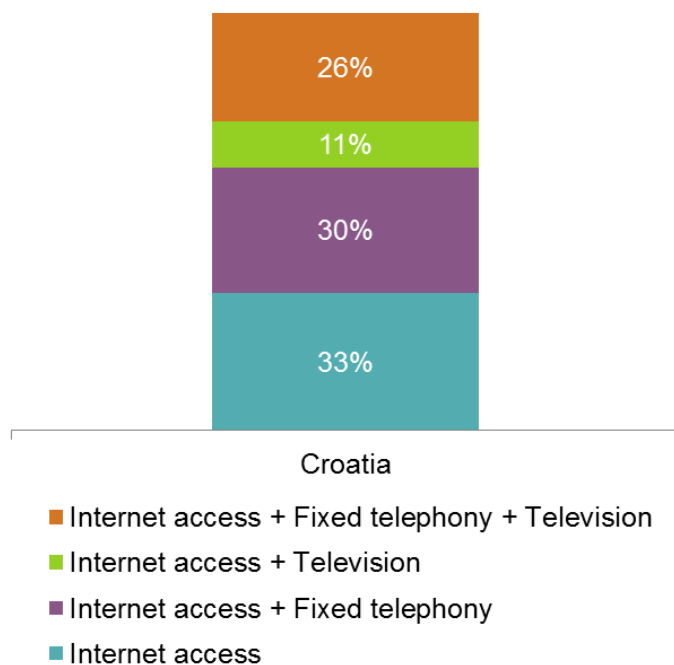 26%
11%
30%
33%
Croatia
Internet access + Fixed telephony + Television
Internet access + Television
Internet access + Fixed telephony
Internet access